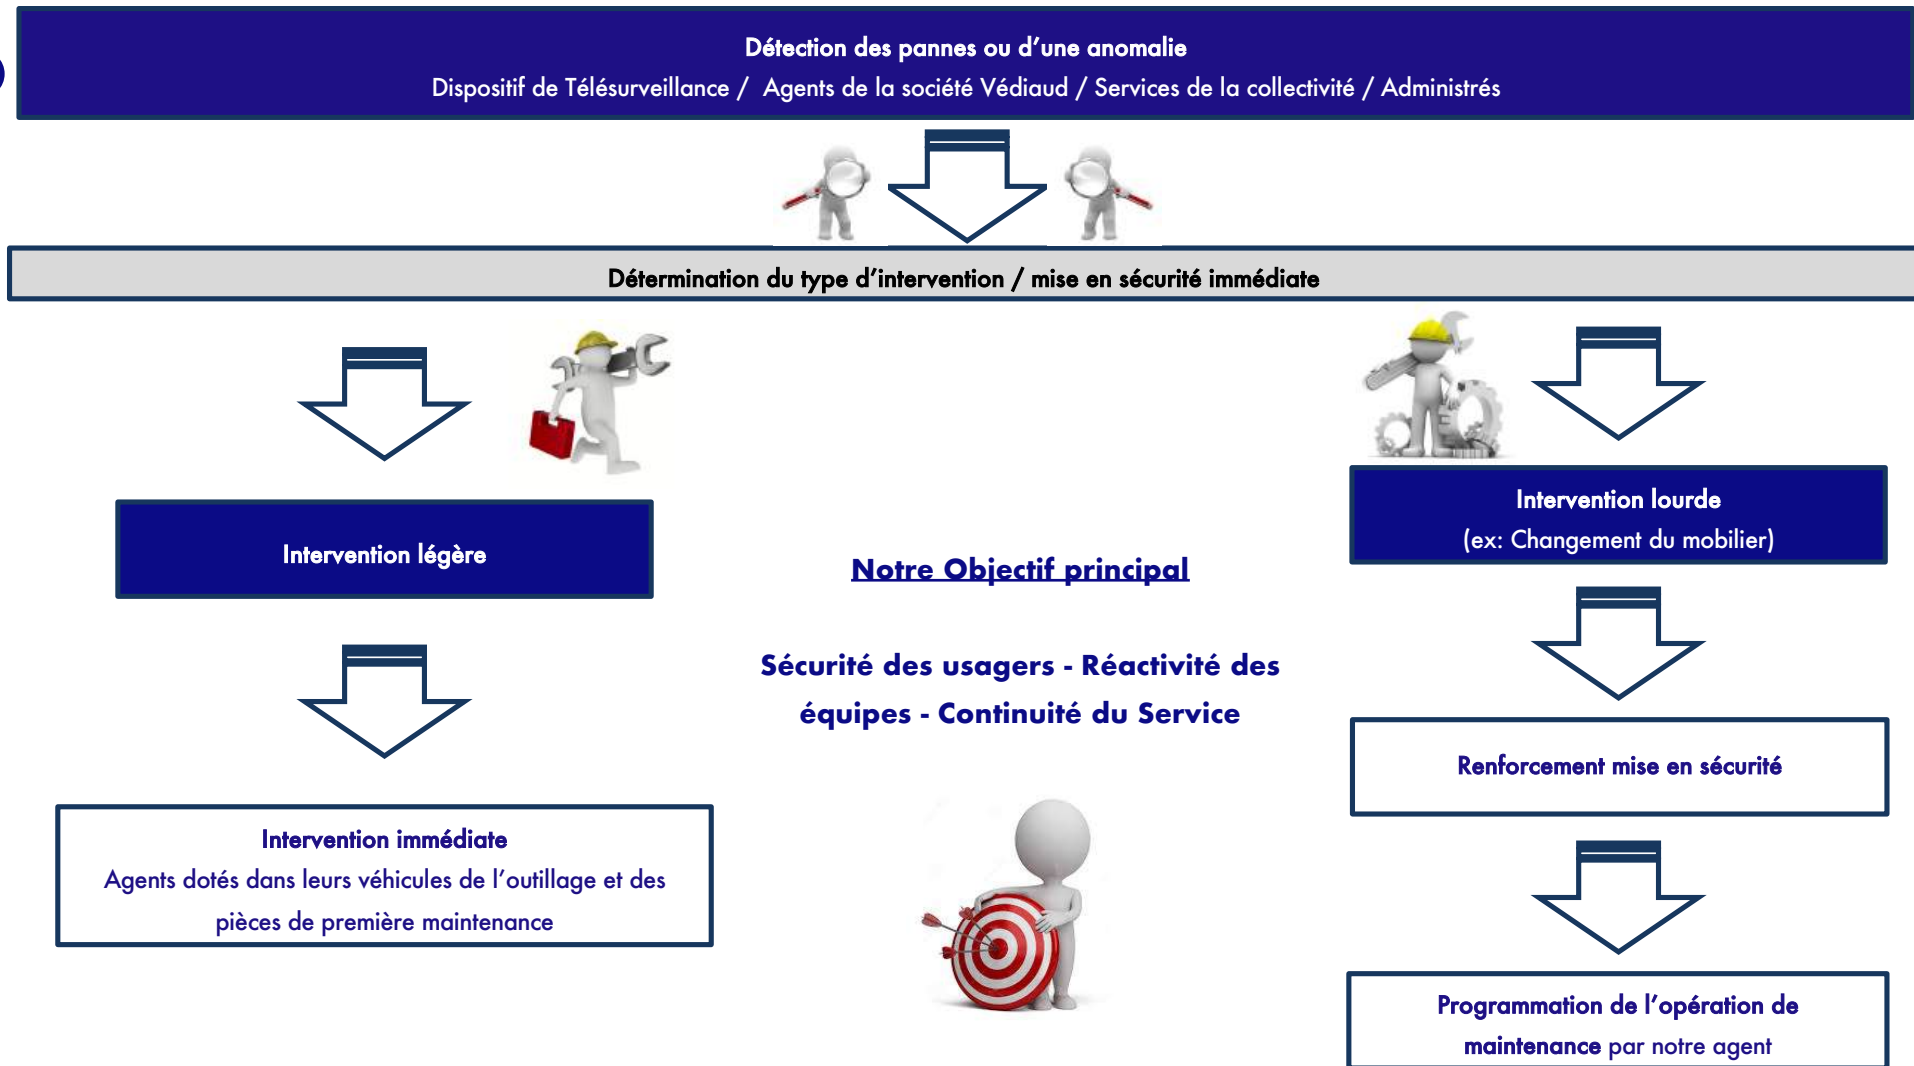 Détection des pannes ou d’une anomalie
Dispositif de Télésurveillance / Agents de la société Védiaud / Services de la collectivité / Administrés
Détermination du type d’intervention / mise en sécurité immédiate
Intervention légère
Intervention immédiate
Agents dotés dans leurs véhicules de l’outillage et des
pièces de première maintenance
Notre Objectif principal
Sécurité des usagers - Réactivité des
équipes - Continuité du Service
Intervention lourde
(ex: Changement du mobilier)
Renforcement mise en sécurité
Programmation de l’opération de
maintenance par notre agent